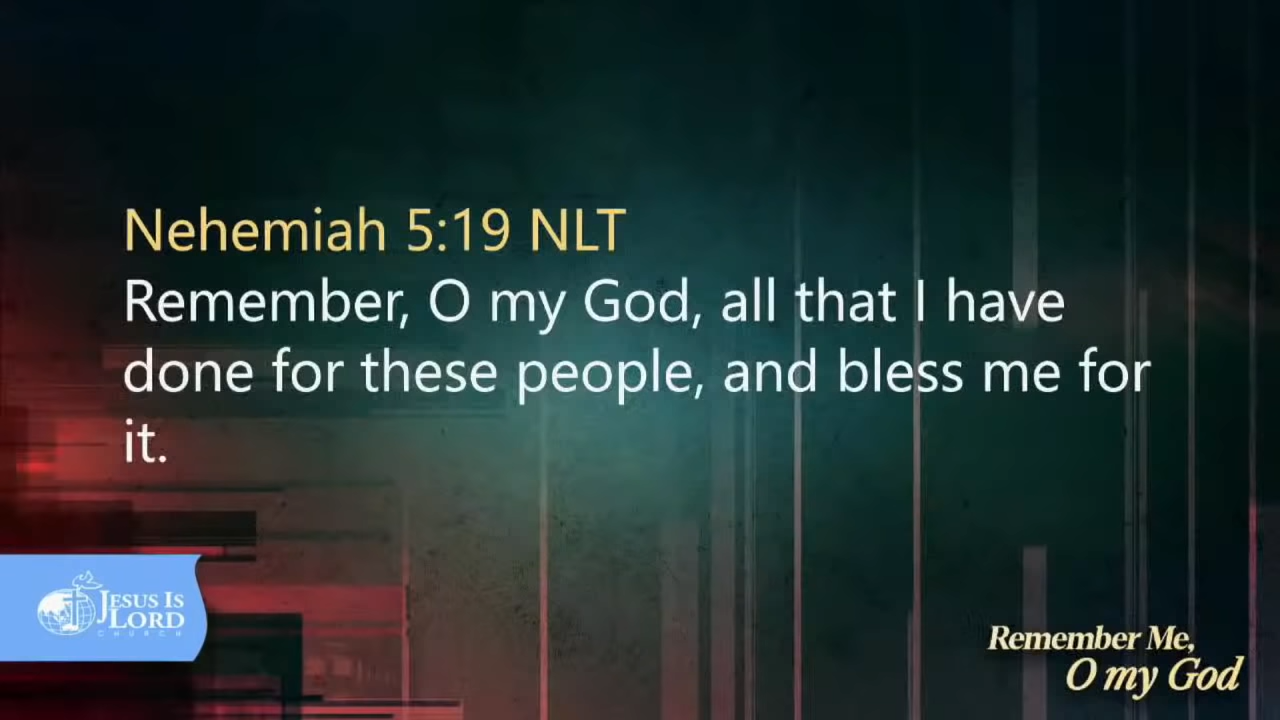 Nehemiah 5:19 NLT
Remember, O my God, all that I have
done for these people, and bless me for
it.
JESUS IS
LORD
CHURCH
Remember Me,
O my God